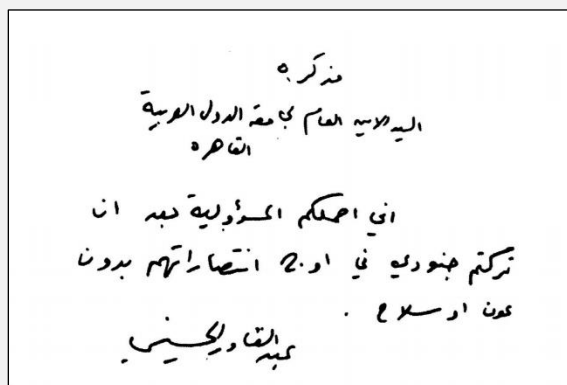 مذكرة
السيد الامين العام لجامعة الدول العربية
القاهرة
اني احملكم المسؤولية بعد ان
تركتم جنودي في اوج انتصاراتهم بدون
عون او سلاح .
عبد القادر الحسيني